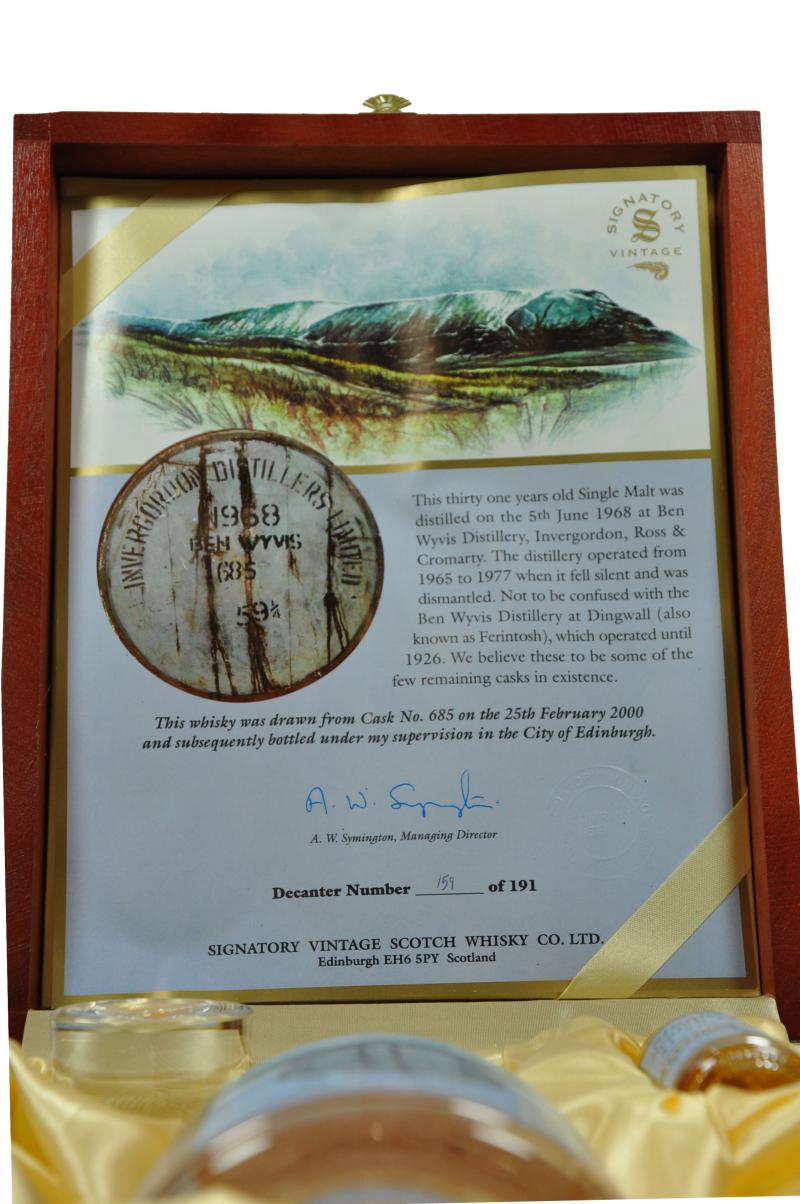 SIGNATORY
S
VINTAGE
INVERGORDON DISTILLERS LIMITED
1968
BEN WYVIS
685
59¾
This thirty one years old Single Malt was
distilled on the 5th June 1968 at Ben
Wyvis Distillery, Invergordon, Ross &
Cromarty. The distillery operated from
1965 to 1977 when it fell silent and was
dismantled. Not to be confused with the
Ben Wyvis Distillery at Dingwall (also
known as Ferintosh), which operated until
1926. We believe these to be some of the
few remaining casks in existence.
This whisky was drawn from Cask No. 685 on the 25th February 2000
and subsequently bottled under my supervision in the City of Edinburgh.
A. W. Symington
A. W. Symington, Managing Director
Decanter Number 159 of 191
SIGNATORY VINTAGE SCOTCH WHISKY CO. LTD.
Edinburgh EH6 5PY Scotland